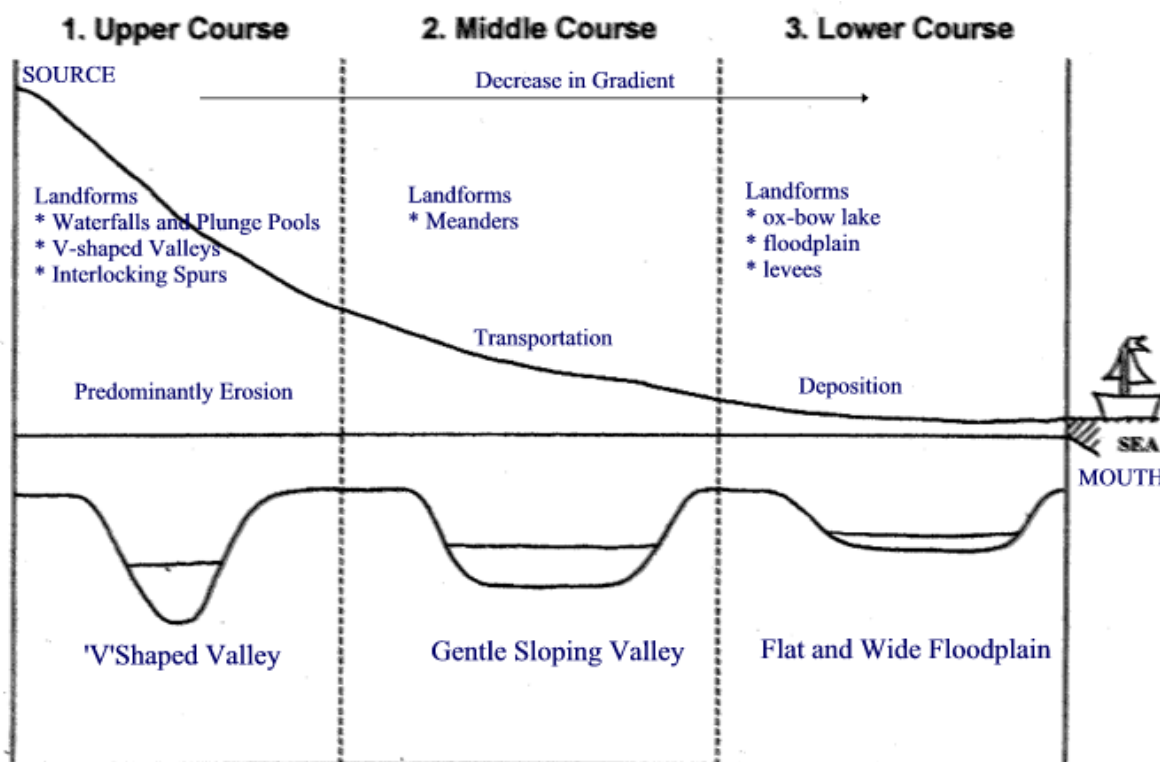 1. Upper Course
2. Middle Course
3. Lower Course
SOURCE
Decrease in Gradient
Landforms
* Waterfalls and Plunge Pools
* V-shaped Valleys
* Interlocking Spurs
Landforms
* Meanders
Landforms
* ox-bow lake
* floodplain
* levees
Predominantly Erosion
Transportation
Deposition
SEA
MOUTH
'V'Shaped Valley
Gentle Sloping Valley
Flat and Wide Floodplain